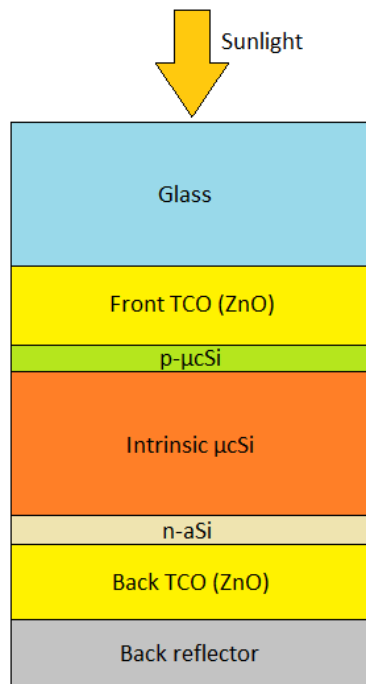 Sunlight
Glass
Front TCO (ZnO)
p-µcSi
Intrinsic µcSi
n-aSi
Back TCO (ZnO)
Back reflector